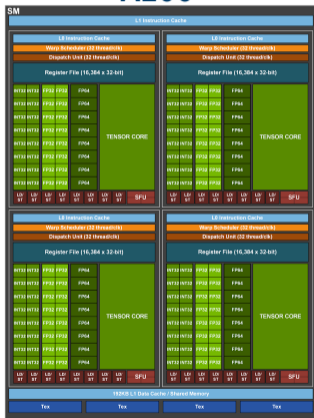 SM
L1 Instruction Cache
L0 Instruction Cache
Warp Scheduler (32 thread/clk)
Dispatch Unit (32 thread/clk)
Register File (16,384 x 32-bit)
INT32 INT32 FP32 FP32 FP64
INT32 INT32 FP32 FP32 FP64
INT32 INT32 FP32 FP32 FP64
INT32 INT32 FP32 FP32 FP64
TENSOR CORE
INT32 INT32 FP32 FP32 FP64
INT32 INT32 FP32 FP32 FP64
INT32 INT32 FP32 FP32 FP64
INT32 INT32 FP32 FP32 FP64
LD/ LD/ LD/ LD/ LD/ LD/ LD/ LD/
ST ST ST ST ST ST ST ST
SFU
L0 Instruction Cache
Warp Scheduler (32 thread/clk)
Dispatch Unit (32 thread/clk)
Register File (16,384 x 32-bit)
INT32 INT32 FP32 FP32 FP64
INT32 INT32 FP32 FP32 FP64
INT32 INT32 FP32 FP32 FP64
INT32 INT32 FP32 FP32 FP64
TENSOR CORE
INT32 INT32 FP32 FP32 FP64
INT32 INT32 FP32 FP32 FP64
INT32 INT32 FP32 FP32 FP64
INT32 INT32 FP32 FP32 FP64
LD/ LD/ LD/ LD/ LD/ LD/ LD/ LD/
ST ST ST ST ST ST ST ST
SFU
L0 Instruction Cache
Warp Scheduler (32 thread/clk)
Dispatch Unit (32 thread/clk)
Register File (16,384 x 32-bit)
INT32 INT32 FP32 FP32 FP64
INT32 INT32 FP32 FP32 FP64
INT32 INT32 FP32 FP32 FP64
INT32 INT32 FP32 FP32 FP64
TENSOR CORE
INT32 INT32 FP32 FP32 FP64
INT32 INT32 FP32 FP32 FP64
INT32 INT32 FP32 FP32 FP64
INT32 INT32 FP32 FP32 FP64
LD/ LD/ LD/ LD/ LD/ LD/ LD/ LD/
ST ST ST ST ST ST ST ST
SFU
L0 Instruction Cache
Warp Scheduler (32 thread/clk)
Dispatch Unit (32 thread/clk)
Register File (16,384 x 32-bit)
INT32 INT32 FP32 FP32 FP64
INT32 INT32 FP32 FP32 FP64
INT32 INT32 FP32 FP32 FP64
INT32 INT32 FP32 FP32 FP64
TENSOR CORE
INT32 INT32 FP32 FP32 FP64
INT32 INT32 FP32 FP32 FP64
INT32 INT32 FP32 FP32 FP64
INT32 INT32 FP32 FP32 FP64
LD/ LD/ LD/ LD/ LD/ LD/ LD/ LD/
ST ST ST ST ST ST ST ST
SFU
192KB L1 Data Cache / Shared Memory
Tex Tex Tex Tex